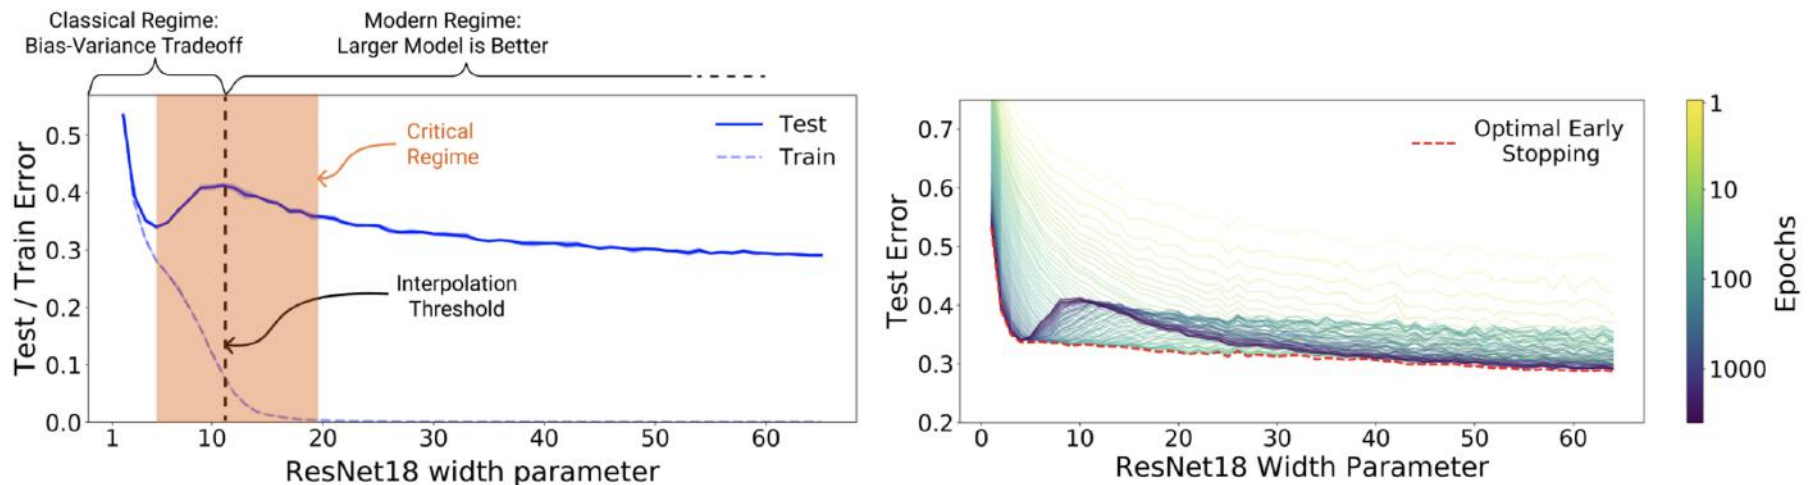 Classical Regime:
Bias-Variance Tradeoff
Modern Regime:
Larger Model is Better
Test / Train Error
0.5
0.4
0.3
0.2
0.1
0.0
Critical
Regime
Interpolation
Threshold
Test
Train
1
10
20
30
40
50
60
ResNet18 width parameter
Test Error
0.7
0.6
0.5
0.4
0.3
0.2
Optimal Early
Stopping
0
10
20
30
40
50
60
ResNet18 Width Parameter
1
10
100
1000
Epochs